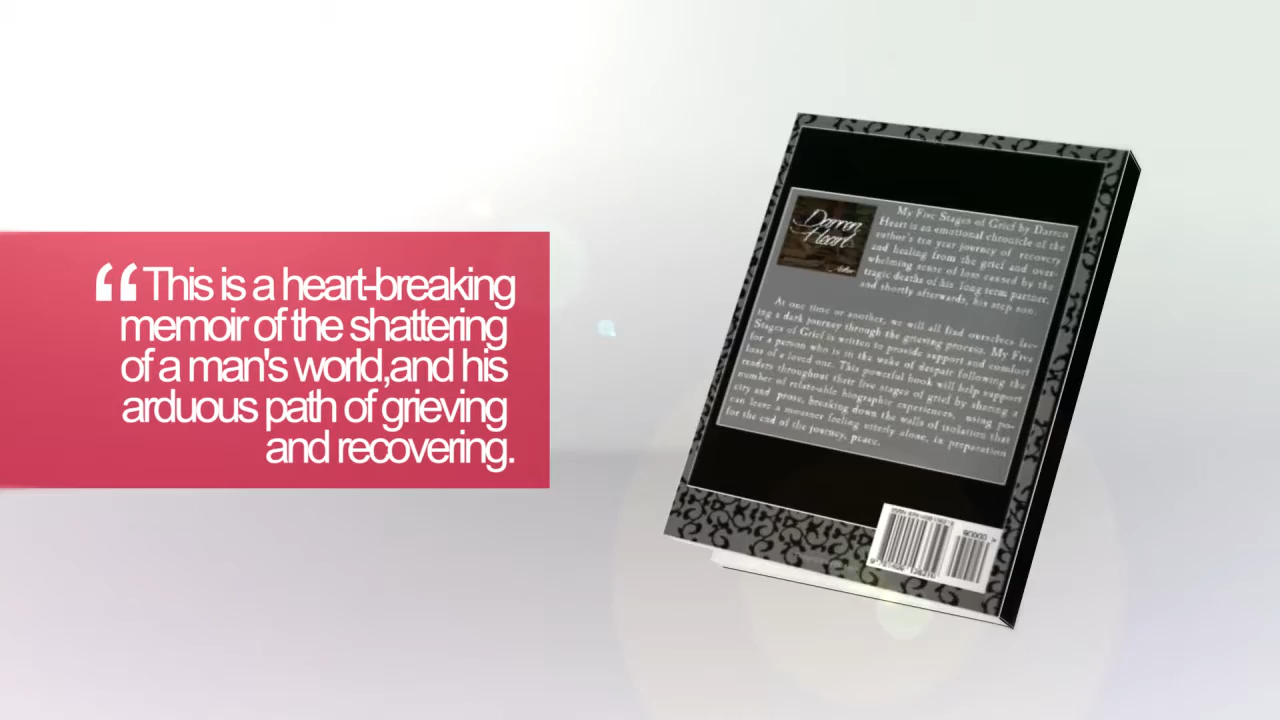 “This is a heart-breaking
memoir of the shattering
of a man's world,and his
arduous path of grieving
and recovering.
Darren
Heart
Author
My Five Stages of Grief by Darren
Heart is an emotional chronicle of the
author's ten year journey of recovery
and healing from the grief and over-
whelming sense of loss caused by the
tragic deaths of his long term partner,
and shortly afterwards, his step son.
At one time or another, we will all find ourselves fac-
ing a dark journey through the grieving process. My Five
Stages of Grief is written to provide support and comfort
for a person who is in the wake of despair following the
loss of a loved one. This powerful book will help support
readers throughout their five stages of grief by sharing a
number of relate-able biographic experiences, using po-
etry and prose, breaking down the walls of isolation that
can leave a mourner feeling utterly alone, in preparation
for the end of the journey, peace.